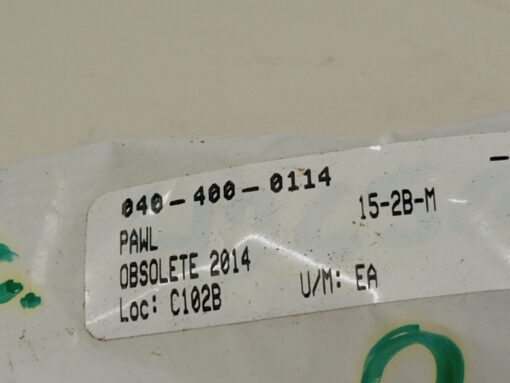 040-400-0114
15-2B-M
PAWL
OBSOLETE 2014
Loc: C102B
U/M: EA